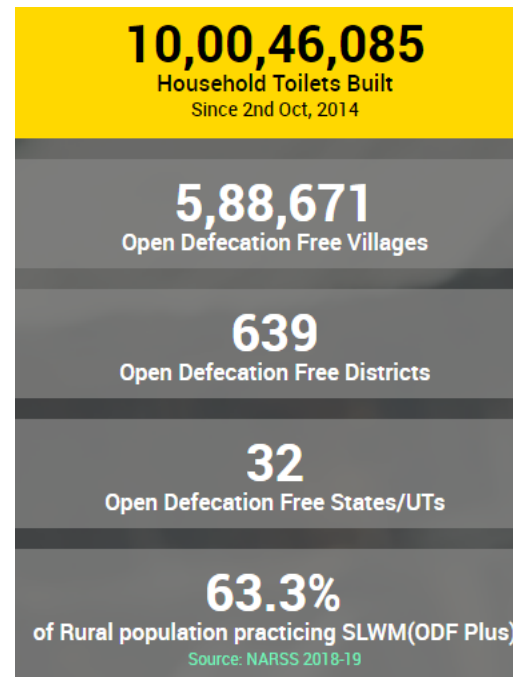 10,00,46,085
Household Toilets Built
Since 2nd Oct, 2014
5,88,671
Open Defecation Free Villages
639
Open Defecation Free Districts
32
Open Defecation Free States/UTs
63.3%
of Rural population practicing SLWM(ODF Plus)
Source: NARSS 2018-19